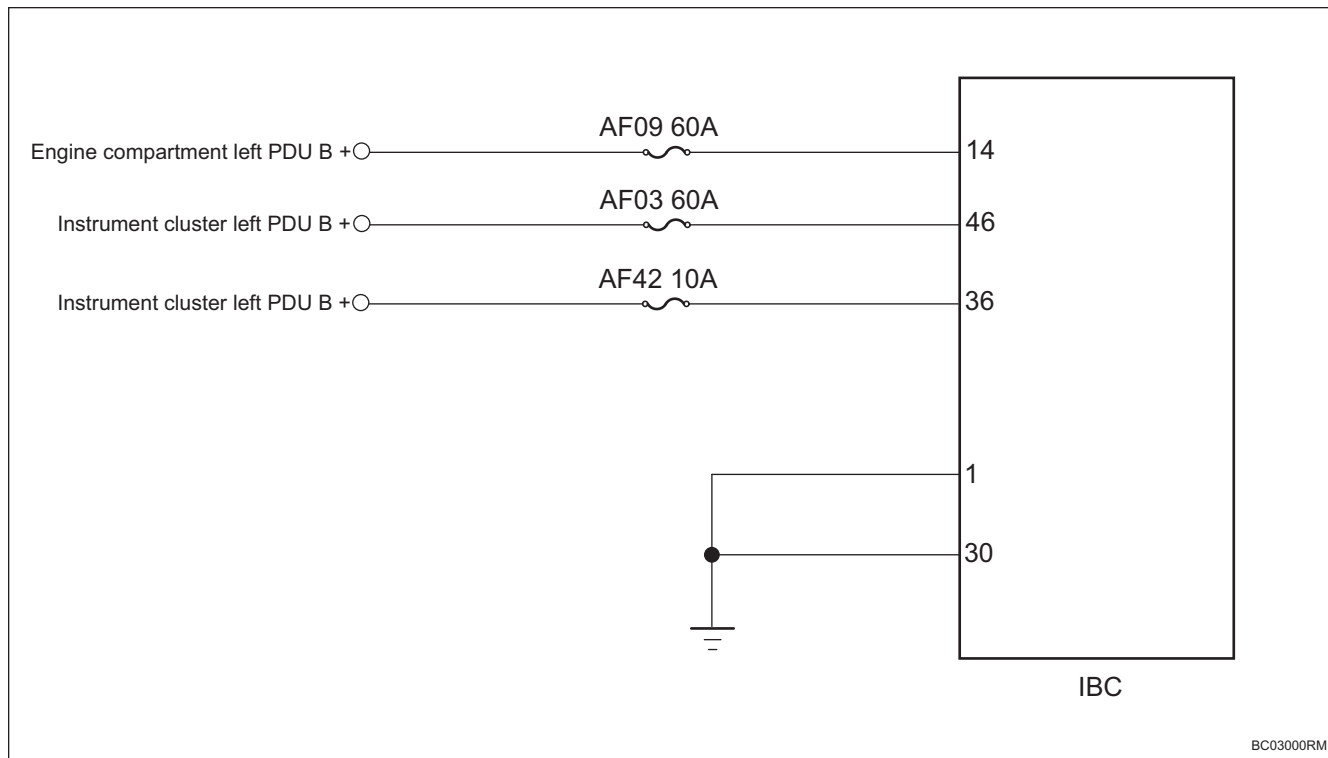 AF09 60A
Engine compartment left PDU B +
14
AF03 60A
Instrument cluster left PDU B +
46
AF42 10A
Instrument cluster left PDU B +
36
1
30
IBC
BC03000RM